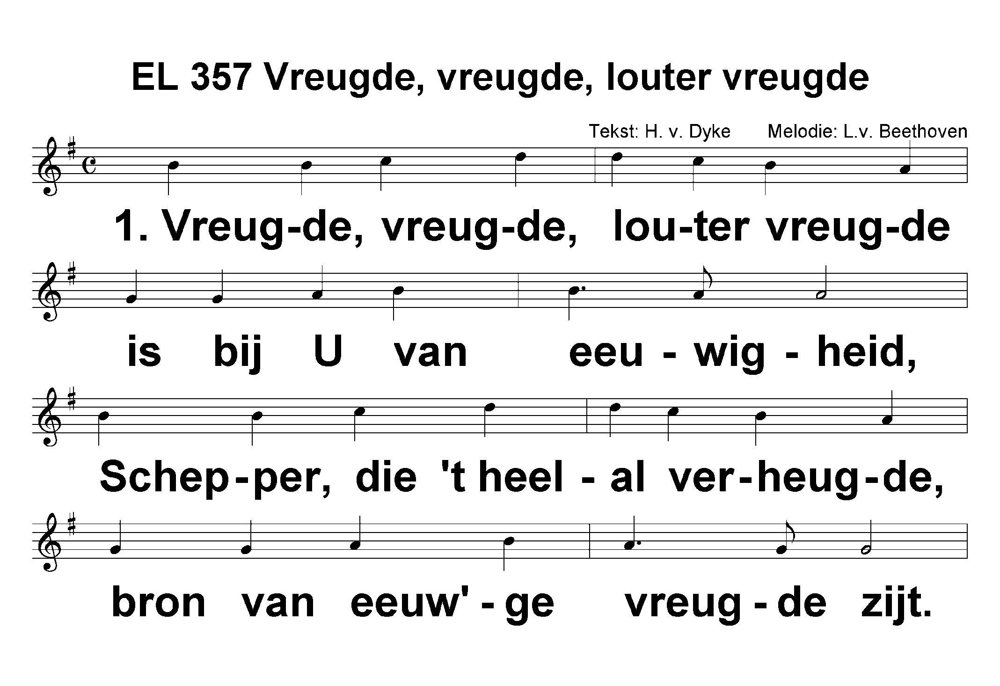 EL 357 Vreugde, vreugde, louter vreugde
Tekst: H. v. Dyke Melodie: L.v. Beethoven
1. Vreug-de, vreug-de, lou-ter vreug-de
is bij U van eeu - wig - heid,
Schep-per, die 't heel - al ver-heug-de,
bron van eeuw' - ge vreug - de zijt.